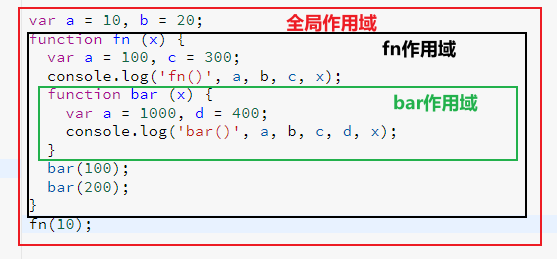 var a = 10, b = 20;
全局作用域
function fn (x) {
fn作用域
var a = 100, c = 300;
console.log('fn()', a, b, c, x);
function bar (x) {
bar作用域
var a = 1000, d = 400;
console.log('bar()', a, b, c, d, x);
}
bar(100);
bar(200);
}
fn(10);